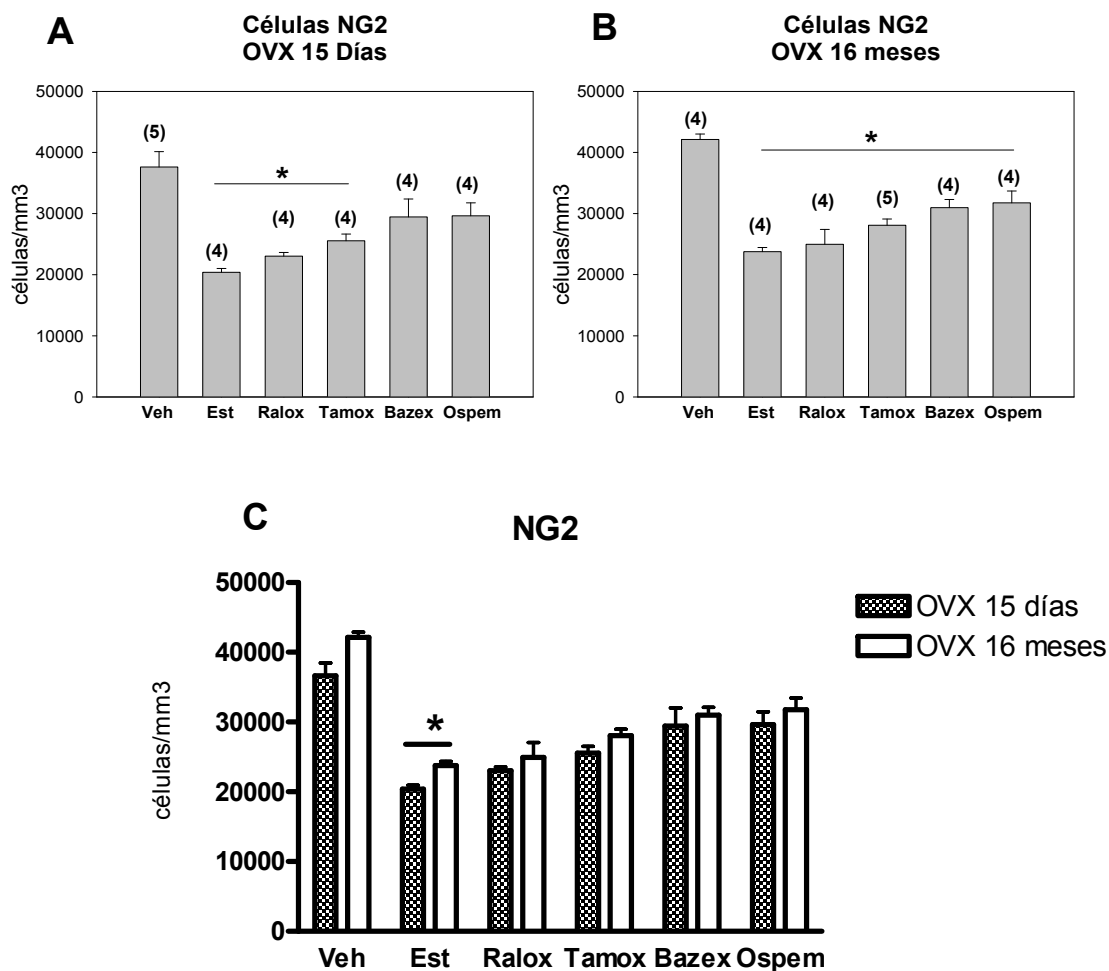 A
Células NG2
OVX 15 Días
células/mm3
50000
40000
30000
20000
10000
0
(5)
(4)
*
(4)
(4)
(4)
(4)
Veh Est Ralox Tamox Bazex Ospem
B
Células NG2
OVX 16 meses
células/mm3
50000
40000
30000
20000
10000
0
(4)
*
(4)
(4)
(5)
(4)
(4)
Veh Est Ralox Tamox Bazex Ospem
C
NG2
células/mm3
50000
40000
30000
20000
10000
0
*
Veh Est Ralox Tamox Bazex Ospem
OVX 15 días
OVX 16 meses